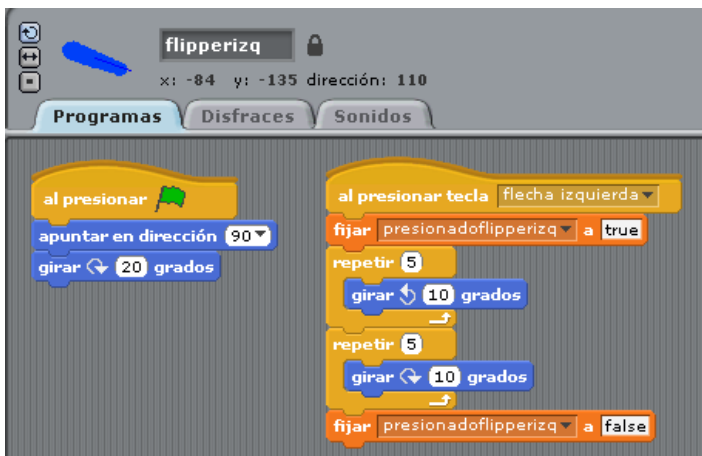 flipperizq
x: -84 y: -135 dirección: 110
Programas Disfraces Sonidos
al presionar
apuntar en dirección 90
girar 20 grados
al presionar tecla flecha izquierda
fijar presionadoflipperizq a true
repetir 5
girar 10 grados
repetir 5
girar 10 grados
fijar presionadoflipperizq a false